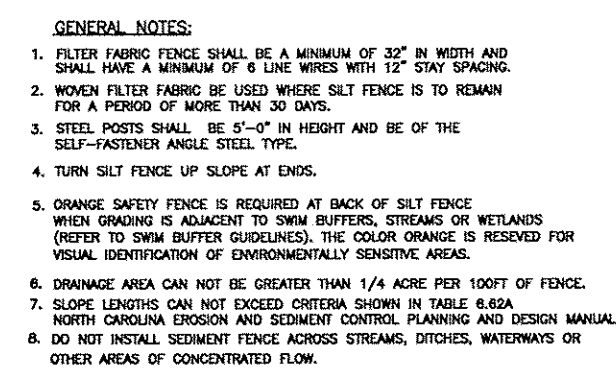 GENERAL NOTES:
1. FILTER FABRIC FENCE SHALL BE A MINIMUM OF 32" IN WIDTH AND
SHALL HAVE A MINIMUM OF 6 LINE WIRES WITH 12" STAY SPACING.
2. WOVEN FILTER FABRIC BE USED WHERE SILT FENCE IS TO REMAIN
FOR A PERIOD OF MORE THAN 30 DAYS.
3. STEEL POSTS SHALL BE 5'-0" IN HEIGHT AND BE OF THE
SELF-FASTENER ANGLE STEEL TYPE.
4. TURN SILT FENCE UP SLOPE AT ENDS.
5. ORANGE SAFETY FENCE IS REQUIRED AT BACK OF SILT FENCE
WHEN GRADING IS ADJACENT TO SWIM BUFFERS, STREAMS OR WETLANDS
(REFER TO SWIM BUFFER GUIDELINES). THE COLOR ORANGE IS RESEVED FOR
VISUAL IDENTIFICATION OF ENVIRONMENTALLY SENSITIVE AREAS.
6. DRAINAGE AREA CAN NOT BE GREATER THAN 1/4 ACRE PER 100FT OF FENCE.
7. SLOPE LENGTHS CAN NOT EXCEED CRITERIA SHOWN IN TABLE 6.62A
NORTH CAROLINA EROSION AND SEDIMENT CONTROL PLANNING AND DESIGN MANUAL
8. DO NOT INSTALL SEDIMENT FENCE ACROSS STREAMS, DITCHES, WATERWAYS OR
OTHER AREAS OF CONCENTRATED FLOW.